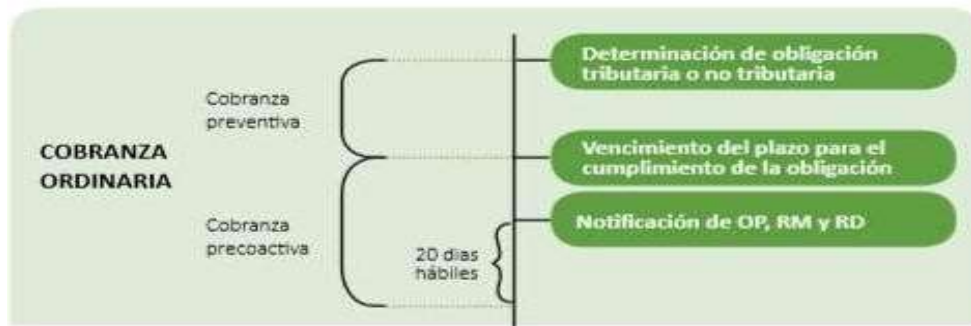 Determinación de obligación
tributaria o no tributaria
Cobranza
preventiva
COBRANZA
ORDINARIA
Vencimiento del plazo para el
cumplimiento de la obligación
Notificación de OP, RM y RD
Cobranza
precoactiva
20 dias
hábiles